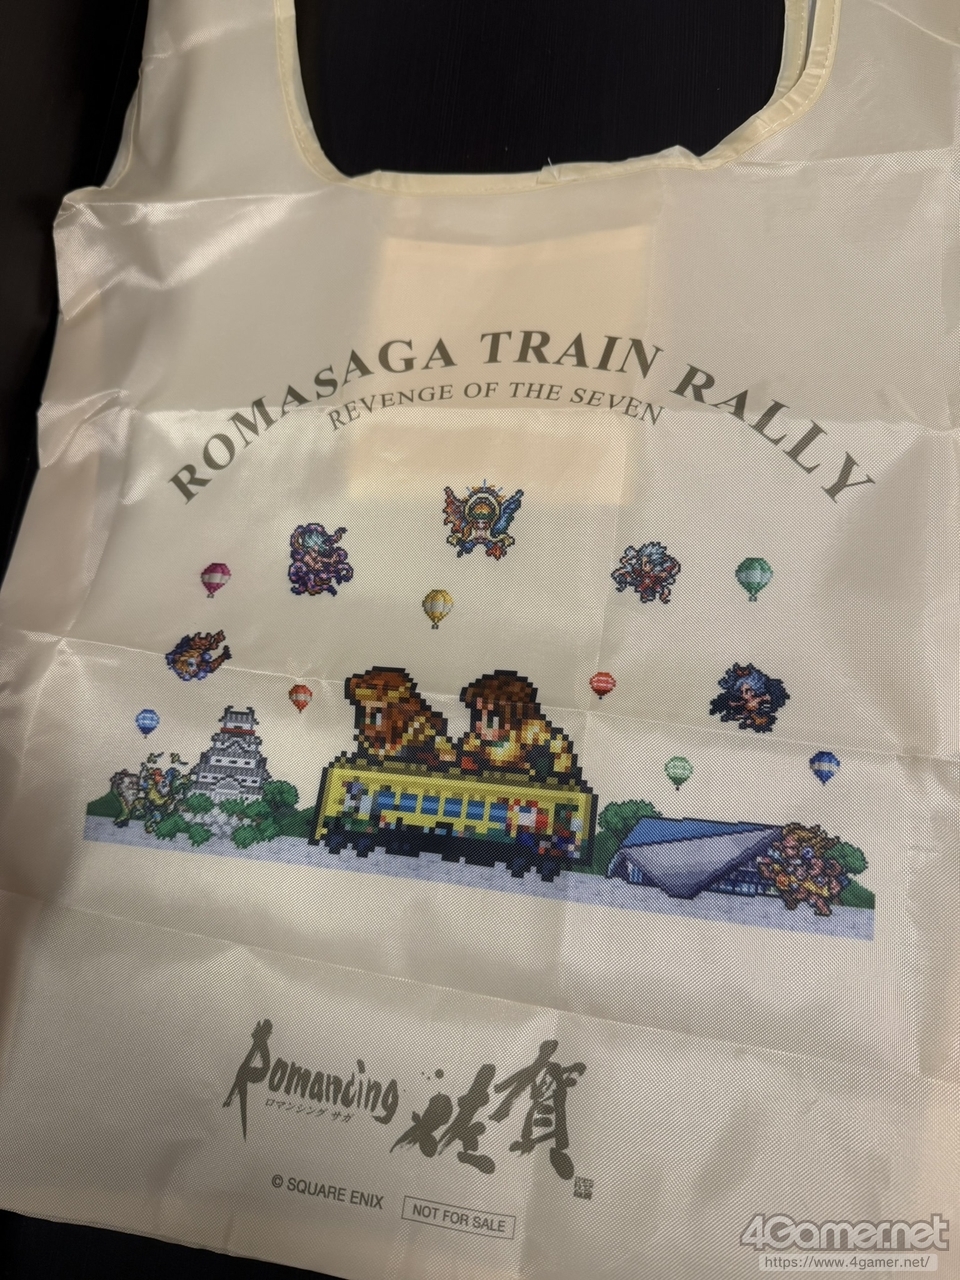 ROMASAGA TRAIN RALLY
REVENGE OF THE SEVEN
Romancing 佐賀
ロマンシング サガ
© SQUARE ENIX
NOT FOR SALE
4Gamer.net
https://www.4gamer.net/